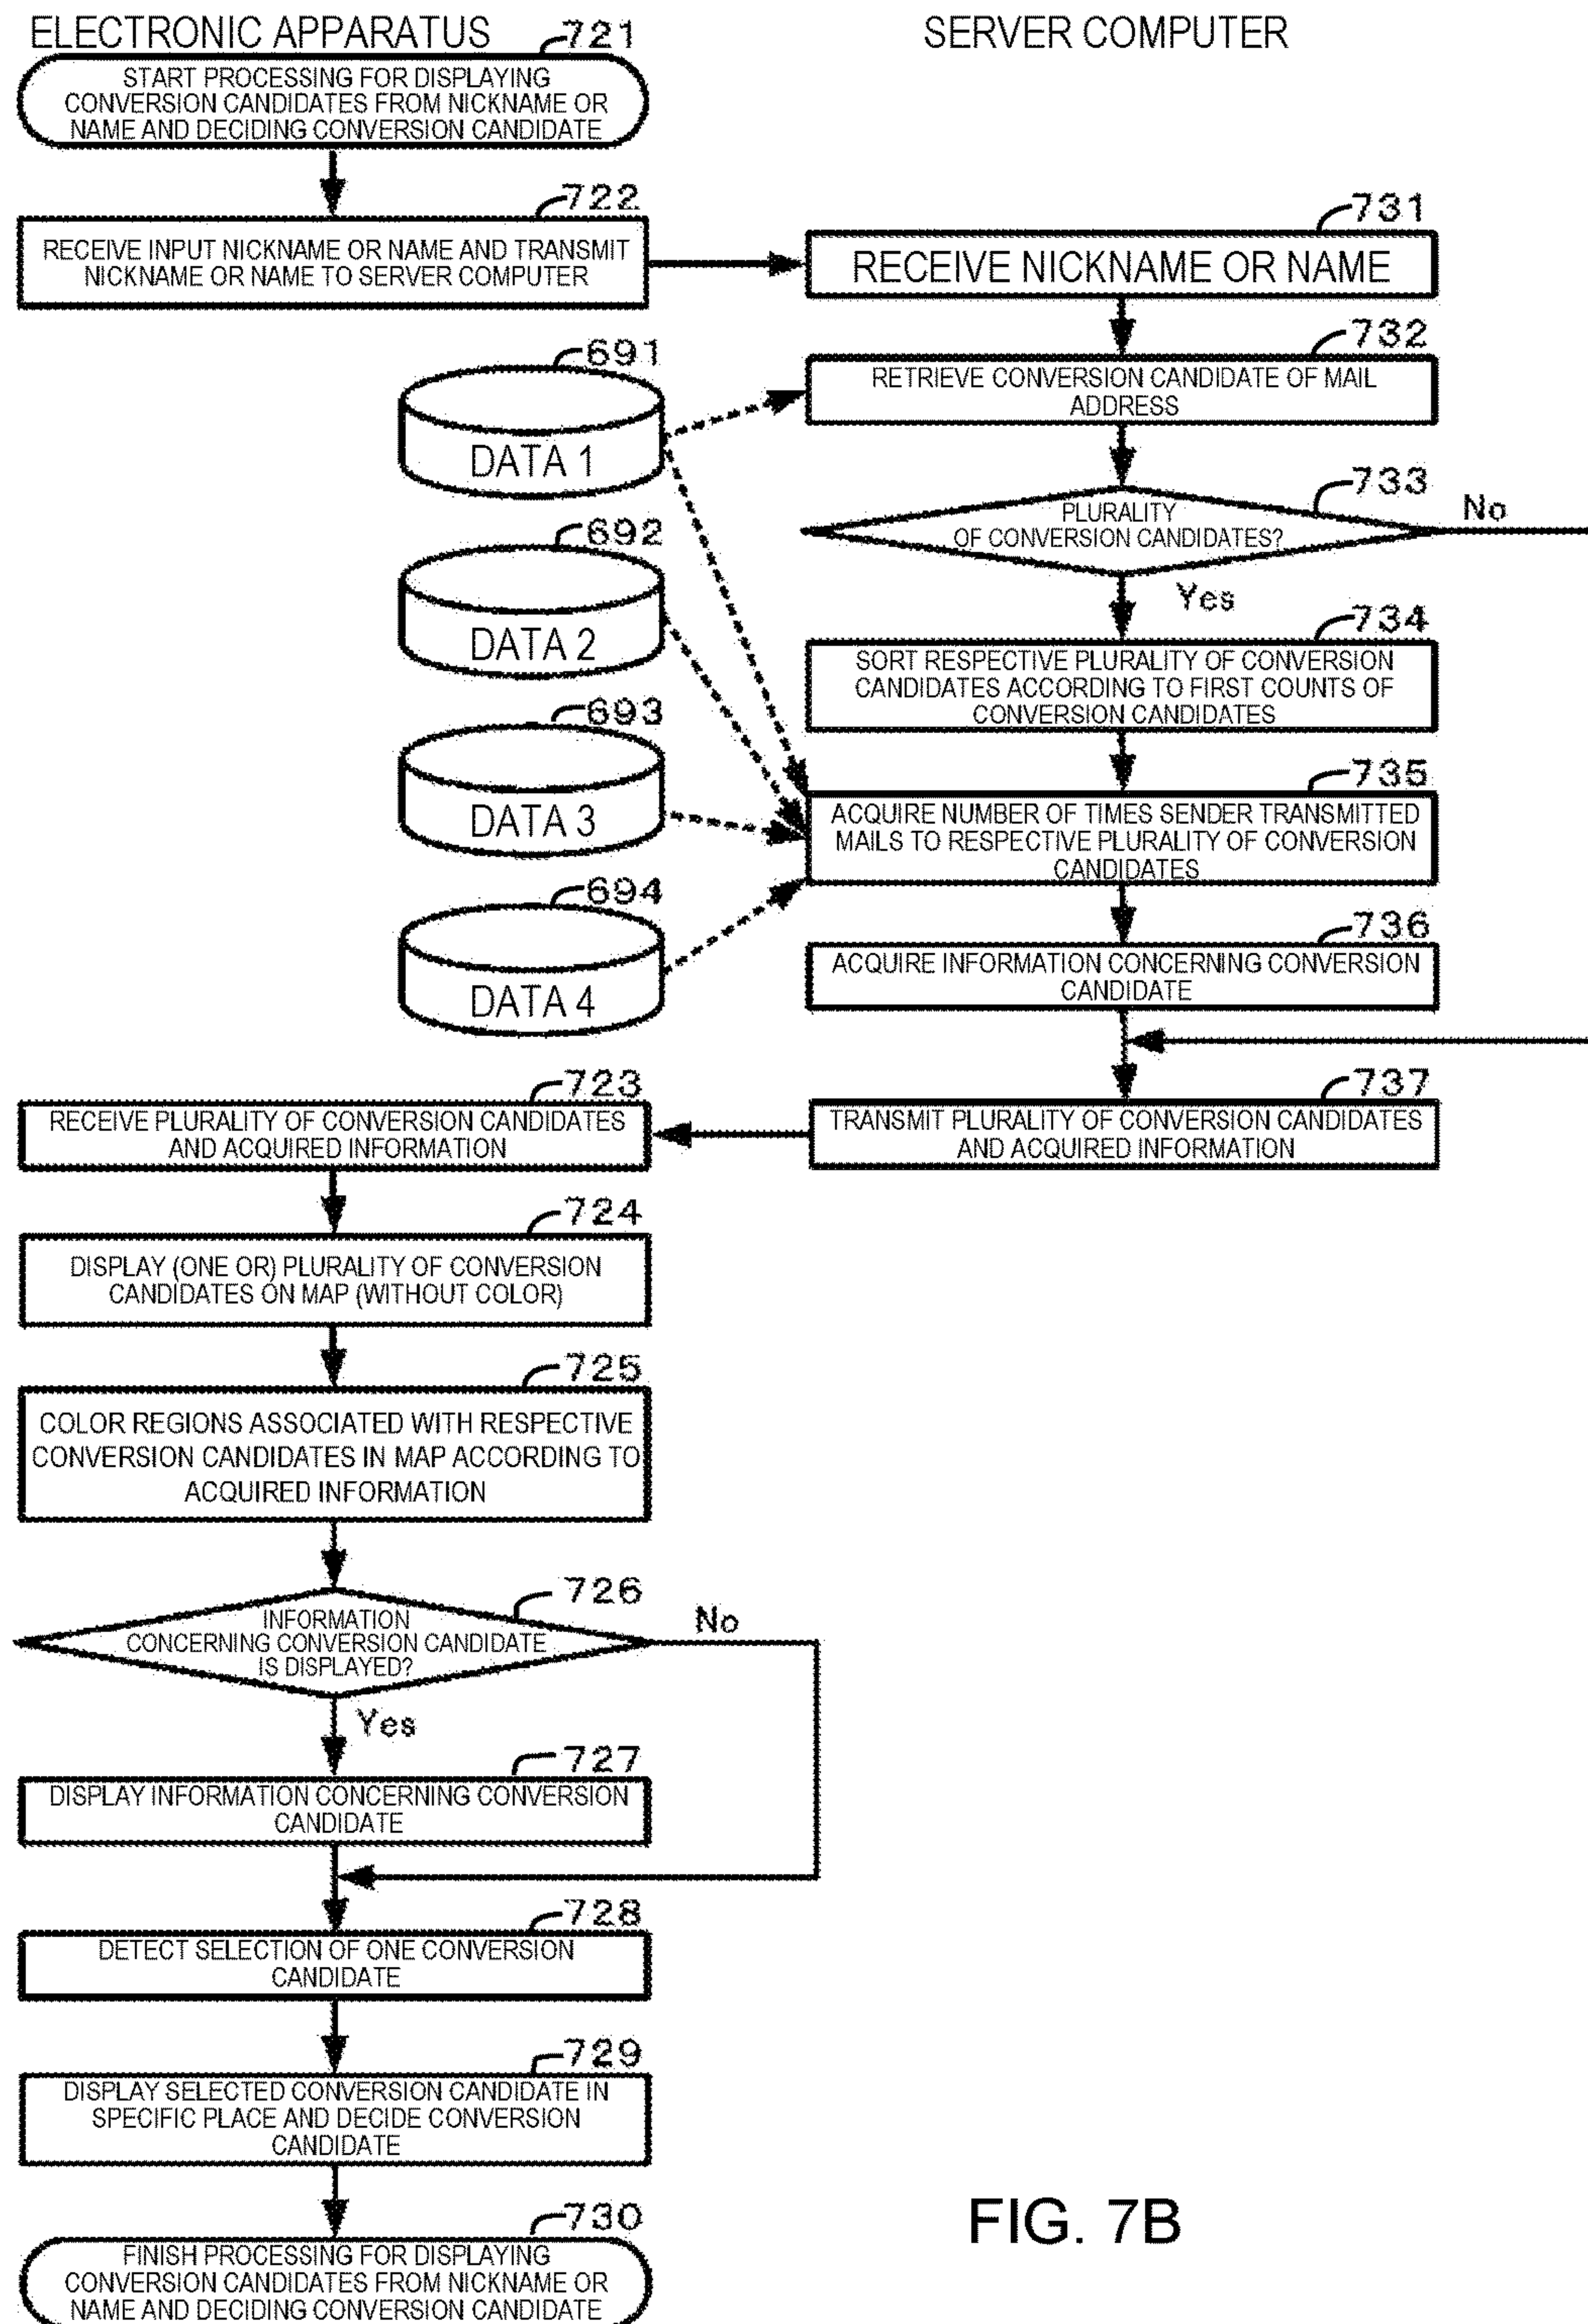 ELECTRONIC APPARATUS
SERVER COMPUTER
721
START PROCESSING FOR DISPLAYING
CONVERSION CANDIDATES FROM NICKNAME OR
NAME AND DECIDING CONVERSION CANDIDATE
722
RECEIVE INPUT NICKNAME OR NAME AND TRANSMIT
NICKNAME OR NAME TO SERVER COMPUTER
731
RECEIVE NICKNAME OR NAME
732
RETRIEVE CONVERSION CANDIDATE OF MAIL
ADDRESS
691
DATA 1
733
PLURALITY
OF CONVERSION CANDIDATES?
No
Yes
692
DATA 2
734
SORT RESPECTIVE PLURALITY OF CONVERSION
CANDIDATES ACCORDING TO FIRST COUNTS OF
CONVERSION CANDIDATES
693
DATA 3
735
ACQUIRE NUMBER OF TIMES SENDER TRANSMITTED
MAILS TO RESPECTIVE PLURALITY OF CONVERSION
CANDIDATES
694
DATA 4
736
ACQUIRE INFORMATION CONCERNING CONVERSION
CANDIDATE
737
TRANSMIT PLURALITY OF CONVERSION CANDIDATES
AND ACQUIRED INFORMATION
723
RECEIVE PLURALITY OF CONVERSION CANDIDATES
AND ACQUIRED INFORMATION
724
DISPLAY (ONE OR) PLURALITY OF CONVERSION
CANDIDATES ON MAP (WITHOUT COLOR)
725
COLOR REGIONS ASSOCIATED WITH RESPECTIVE
CONVERSION CANDIDATES IN MAP ACCORDING TO
ACQUIRED INFORMATION
726
INFORMATION
CONCERNING CONVERSION CANDIDATE
IS DISPLAYED?
No
Yes
727
DISPLAY INFORMATION CONCERNING CONVERSION
CANDIDATE
728
DETECT SELECTION OF ONE CONVERSION
CANDIDATE
729
DISPLAY SELECTED CONVERSION CANDIDATE IN
SPECIFIC PLACE AND DECIDE CONVERSION
CANDIDATE
730
FINISH PROCESSING FOR DISPLAYING
CONVERSION CANDIDATES FROM NICKNAME OR
NAME AND DECIDING CONVERSION CANDIDATE
FIG. 7B